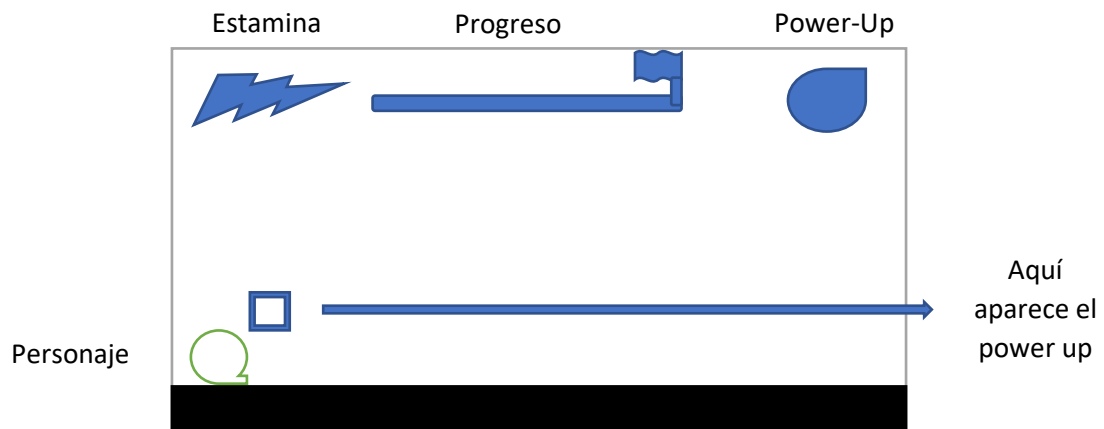 Estamina
Progreso
Power-Up
Aquí
aparece el
power up
Personaje